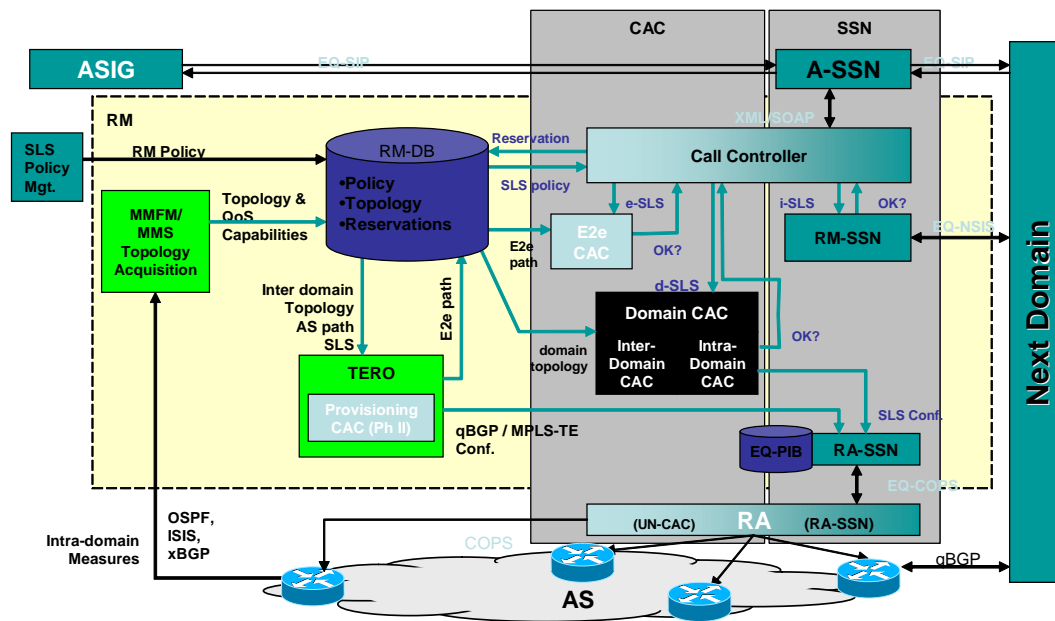 CAC
SSN
ASIG
EQ-SIP
A-SSN
EQ-SIP
RM
XML/SOAP
SLS
Policy
Mgt.
RM Policy
RM-DB
•Policy
•Topology
•Reservations
Reservation
SLS policy
Call Controller
MMFM/
MMS
Topology
Acquisition
Topology &
QoS
Capabilities
E2e
path
e-SLS
E2e
CAC
OK?
i-SLS
OK?
RM-SSN
EQ-NSIS
Next Domain
Inter domain
Topology
AS path
SLS
E2e path
d-SLS
Domain CAC
Inter-
Domain
CAC
Intra-
Domain
CAC
OK?
domain
topology
TERO
Provisioning
CAC (Ph II)
qBGP / MPLS-TE
Conf.
SLS Conf.
EQ-PIB
RA-SSN
EQ-COPS
(UN-CAC)
RA
(RA-SSN)
Intra-domain
Measures
OSPF,
ISIS,
xBGP
COPS
AS
qBGP